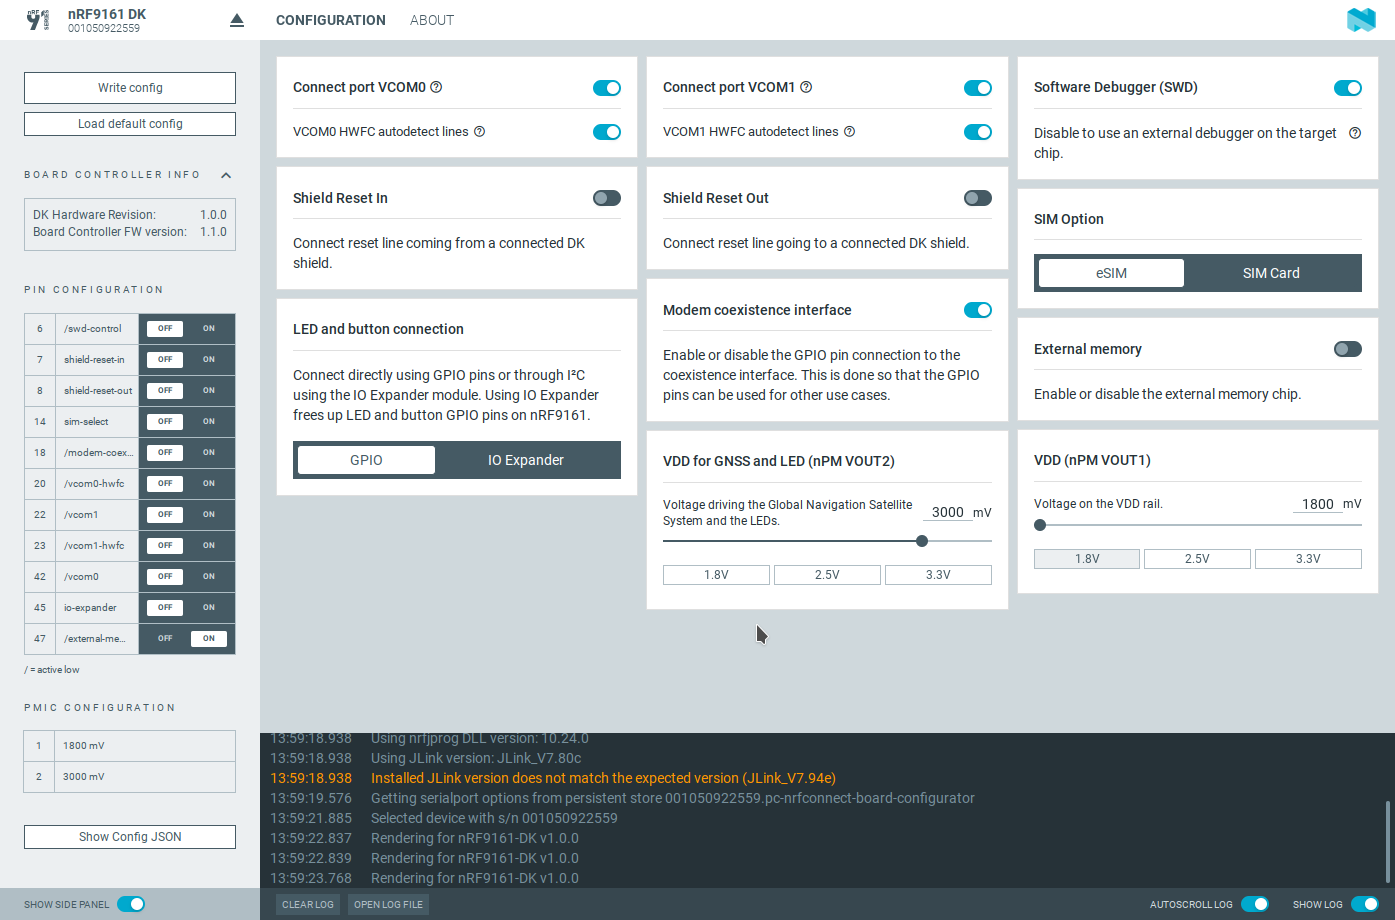 nRF9161 DK
001050922559
CONFIGURATION
ABOUT
Write config
Load default config
BOARD CONTROLLER INFO
DK Hardware Revision: 1.0.0
Board Controller FW version: 1.1.0
PIN CONFIGURATION
6 /swd-control OFF ON
7 shield-reset-in OFF ON
8 shield-reset-out OFF ON
14 sim-select OFF ON
18 /modem-coex... OFF ON
20 /vcom0-hwfc OFF ON
22 /vcom1 OFF ON
23 /vcom1-hwfc OFF ON
42 /vcom0 OFF ON
45 io-expander OFF ON
47 /external-me... OFF ON
/ = active low
PMIC CONFIGURATION
1 1800 mV
2 3000 mV
Show Config JSON
SHOW SIDE PANEL
Connect port VCOM0
VCOM0 HWFC autodetect lines
Shield Reset In
Connect reset line coming from a connected DK
shield.
LED and button connection
Connect directly using GPIO pins or through I²C
using the IO Expander module. Using IO Expander
frees up LED and button GPIO pins on nRF9161.
GPIO IO Expander
Connect port VCOM1
VCOM1 HWFC autodetect lines
Shield Reset Out
Connect reset line going to a connected DK shield.
Modem coexistence interface
Enable or disable the GPIO pin connection to the
coexistence interface. This is done so that the GPIO
pins can be used for other use cases.
VDD for GNSS and LED (nPM VOUT2)
Voltage driving the Global Navigation Satellite
System and the LEDs.
3000 mV
1.8V 2.5V 3.3V
Software Debugger (SWD)
Disable to use an external debugger on the target
chip.
SIM Option
eSIM SIM Card
External memory
Enable or disable the external memory chip.
VDD (nPM VOUT1)
Voltage on the VDD rail. 1800 mV
1.8V 2.5V 3.3V
13:59:18.938 Using nrfjprog DLL version: 10.24.0
13:59:18.938 Using JLink version: JLink_V7.80c
13:59:18.938 Installed JLink version does not match the expected version (JLink_V7.94e)
13:59:19.576 Getting serialport options from persistent store 001050922559.pc-nrfconnect-board-configurator
13:59:21.885 Selected device with s/n 001050922559
13:59:22.837 Rendering for nRF9161-DK v1.0.0
13:59:22.839 Rendering for nRF9161-DK v1.0.0
13:59:23.768 Rendering for nRF9161-DK v1.0.0
CLEAR LOG OPEN LOG FILE AUTOSCROLL LOG SHOW LOG